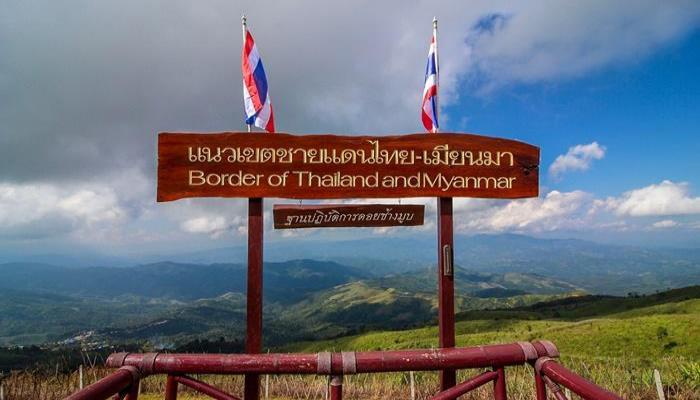 แนวเขตชายแดนไทย-เมียนมา
Border of Thailand and Myanmar
ฐานปฏิบัติการดอยช้างมูบ